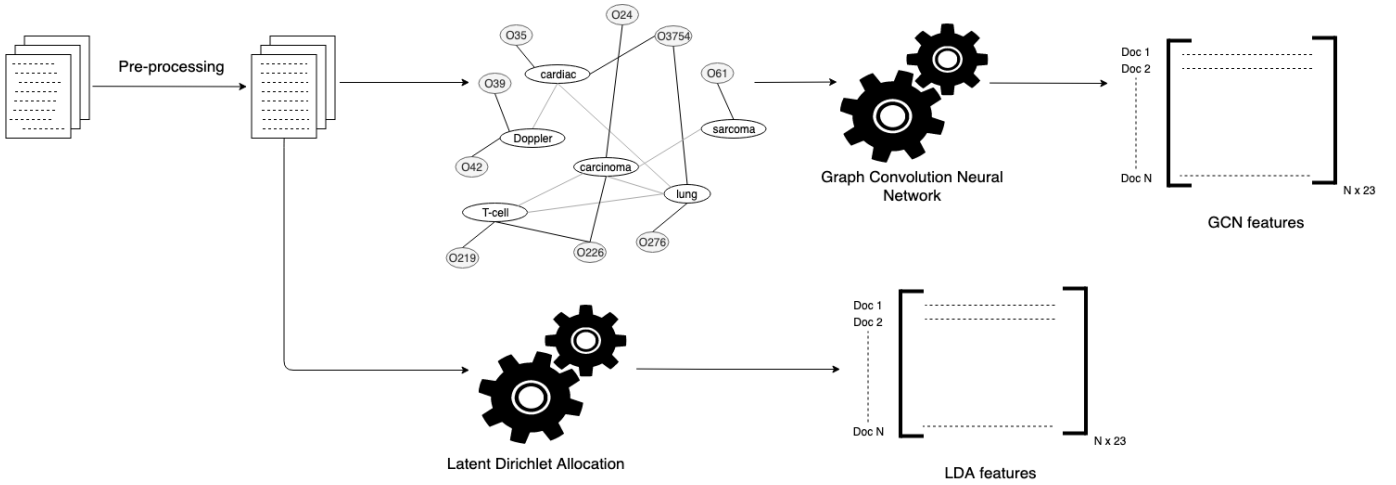 Pre-processing
O24
O35
O3754
cardiac
O61
O39
sarcoma
Doppler
O42
carcinoma
lung
T-cell
O219
O226
O276
Graph Convolution Neural
Network
Doc 1
Doc 2
Doc N
N x 23
GCN features
Latent Dirichlet Allocation
Doc 1
Doc 2
Doc N
N x 23
LDA features